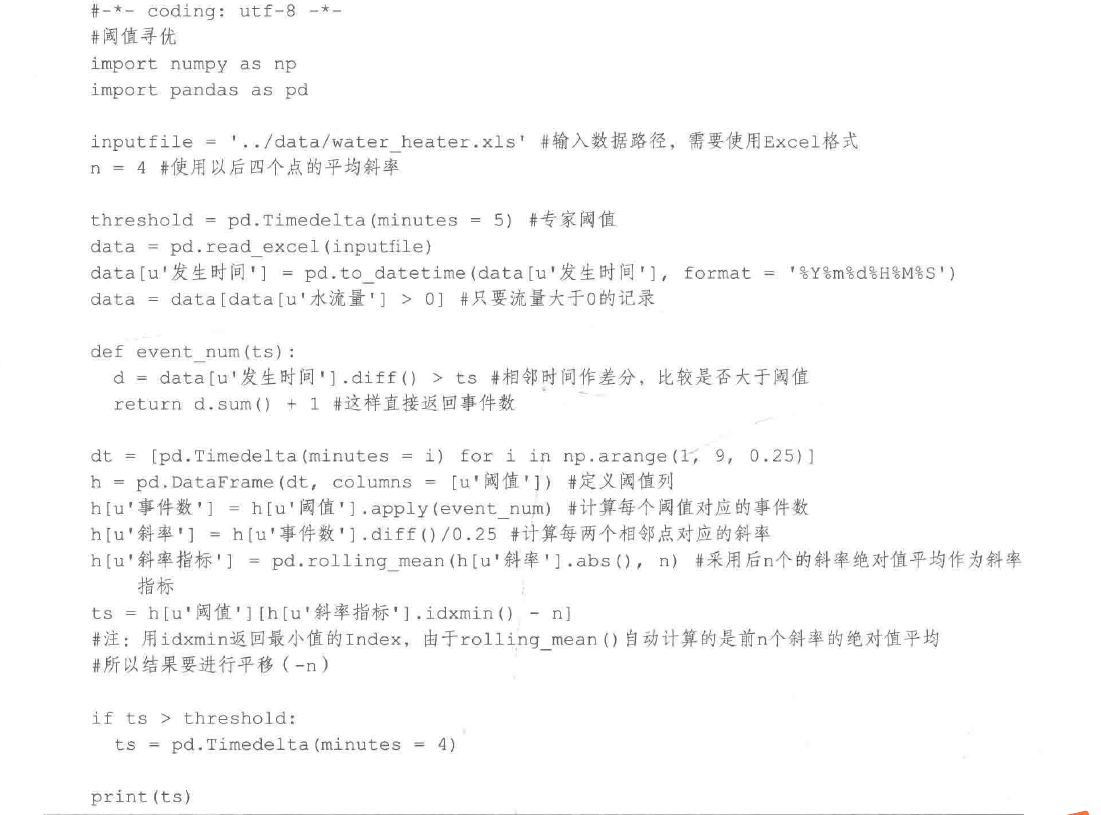 #-*- coding: utf-8 -*-
#阈值寻优
import numpy as np
import pandas as pd
inputfile = '../data/water_heater.xls' #输入数据路径，需要使用Excel格式
n = 4 #使用以后四个点的平均斜率
threshold = pd.Timedelta(minutes = 5) #专家阈值
data = pd.read_excel(inputfile)
data[u'发生时间'] = pd.to_datetime(data[u'发生时间'], format = '%Y%m%d%H%M%S')
data = data[data[u'水流量'] > 0] #只要流量大于0的记录
def event_num(ts):
  d = data[u'发生时间'].diff() > ts #相邻时间作差分，比较是否大于阈值
  return d.sum() + 1 #这样直接返回事件数
dt = [pd.Timedelta(minutes = i) for i in np.arange(1, 9, 0.25)]
h = pd.DataFrame(dt, columns = [u'阈值']) #定义阈值列
h[u'事件数'] = h[u'阈值'].apply(event_num) #计算每个阈值对应的事件数
h[u'斜率'] = h[u'事件数'].diff()/0.25 #计算每两个相邻点对应的斜率
h[u'斜率指标'] = pd.rolling_mean(h[u'斜率'].abs(), n) #采用后n个的斜率绝对值平均作为斜率
指标
ts = h[u'阈值'][h[u'斜率指标'].idxmin() - n]
#注：用idxmin返回最小值的Index，由于rolling_mean()自动计算的是前n个斜率的绝对值平均
#所以结果要进行平移（-n）
if ts > threshold:
  ts = pd.Timedelta(minutes = 4)
print(ts)